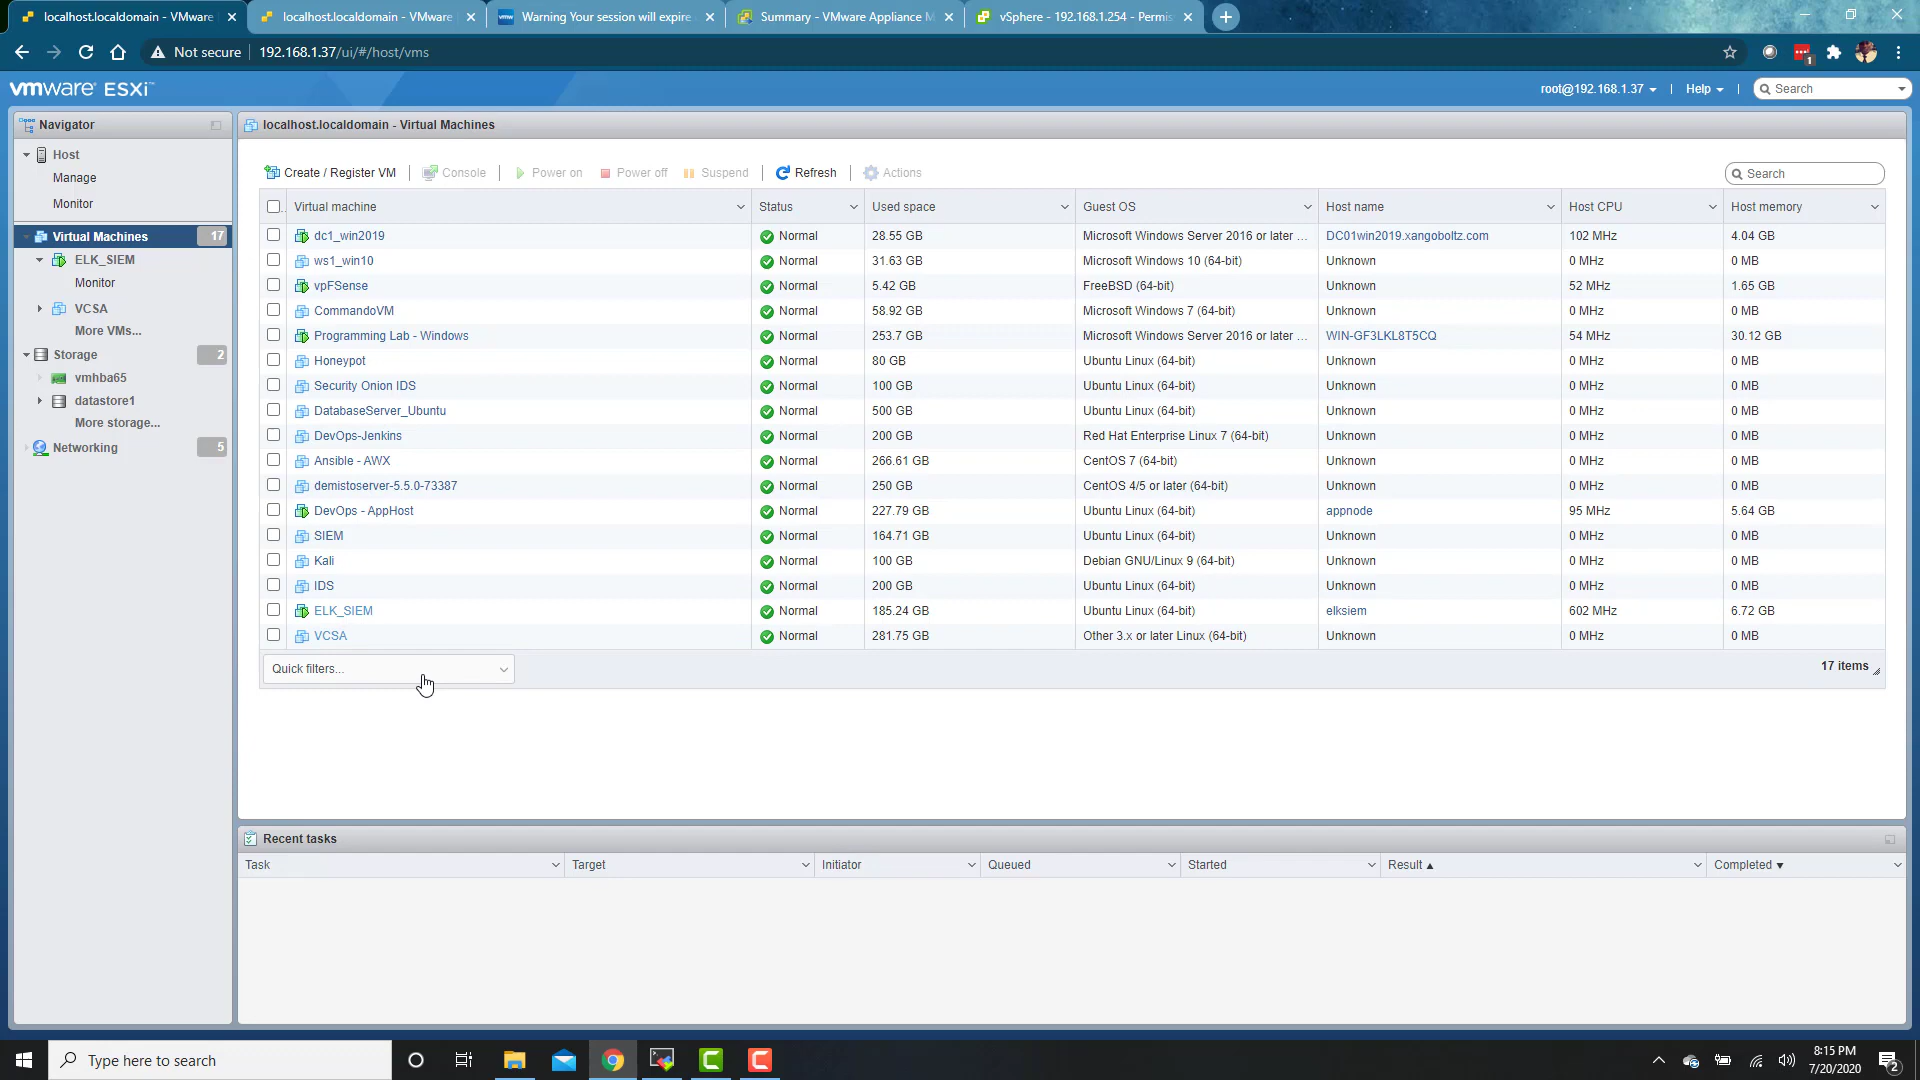 localhost.localdomain - VMware
localhost.localdomain - VMware
vmw Warning Your session will expire
Summary - VMware Appliance M
vSphere - 192.168.1.254 - Permis
Not secure 192.168.1.37/ui/#/host/vms
1
vmware ESXi
root@192.168.1.37 | Help | Search
Navigator
Host
Manage
Monitor
Virtual Machines 17
ELK_SIEM
Monitor
VCSA
More VMs...
Storage 2
vmhba65
datastore1
More storage...
Networking 5
localhost.localdomain - Virtual Machines
Create / Register VM | Console | Power on Power off Suspend | Refresh | Actions
Search
Virtual machine Status Used space Guest OS Host name Host CPU Host memory
dc1_win2019 Normal 28.55 GB Microsoft Windows Server 2016 or later ... DC01win2019.xangoboltz.com 102 MHz 4.04 GB
ws1_win10 Normal 31.63 GB Microsoft Windows 10 (64-bit) Unknown 0 MHz 0 MB
vpFSense Normal 5.42 GB FreeBSD (64-bit) Unknown 52 MHz 1.65 GB
CommandoVM Normal 58.92 GB Microsoft Windows 7 (64-bit) Unknown 0 MHz 0 MB
Programming Lab - Windows Normal 253.7 GB Microsoft Windows Server 2016 or later ... WIN-GF3LKL8T5CQ 54 MHz 30.12 GB
Honeypot Normal 80 GB Ubuntu Linux (64-bit) Unknown 0 MHz 0 MB
Security Onion IDS Normal 100 GB Ubuntu Linux (64-bit) Unknown 0 MHz 0 MB
DatabaseServer_Ubuntu Normal 500 GB Ubuntu Linux (64-bit) Unknown 0 MHz 0 MB
DevOps-Jenkins Normal 200 GB Red Hat Enterprise Linux 7 (64-bit) Unknown 0 MHz 0 MB
Ansible - AWX Normal 266.61 GB CentOS 7 (64-bit) Unknown 0 MHz 0 MB
demistoserver-5.5.0-73387 Normal 250 GB CentOS 4/5 or later (64-bit) Unknown 0 MHz 0 MB
DevOps - AppHost Normal 227.79 GB Ubuntu Linux (64-bit) appnode 95 MHz 5.64 GB
SIEM Normal 164.71 GB Ubuntu Linux (64-bit) Unknown 0 MHz 0 MB
Kali Normal 100 GB Debian GNU/Linux 9 (64-bit) Unknown 0 MHz 0 MB
IDS Normal 200 GB Ubuntu Linux (64-bit) Unknown 0 MHz 0 MB
ELK_SIEM Normal 185.24 GB Ubuntu Linux (64-bit) elksiem 602 MHz 6.72 GB
VCSA Normal 281.75 GB Other 3.x or later Linux (64-bit) Unknown 0 MHz 0 MB
Quick filters... 17 items
Recent tasks
Task Target Initiator Queued Started Result Completed
Type here to search
8:15 PM
7/20/2020
2